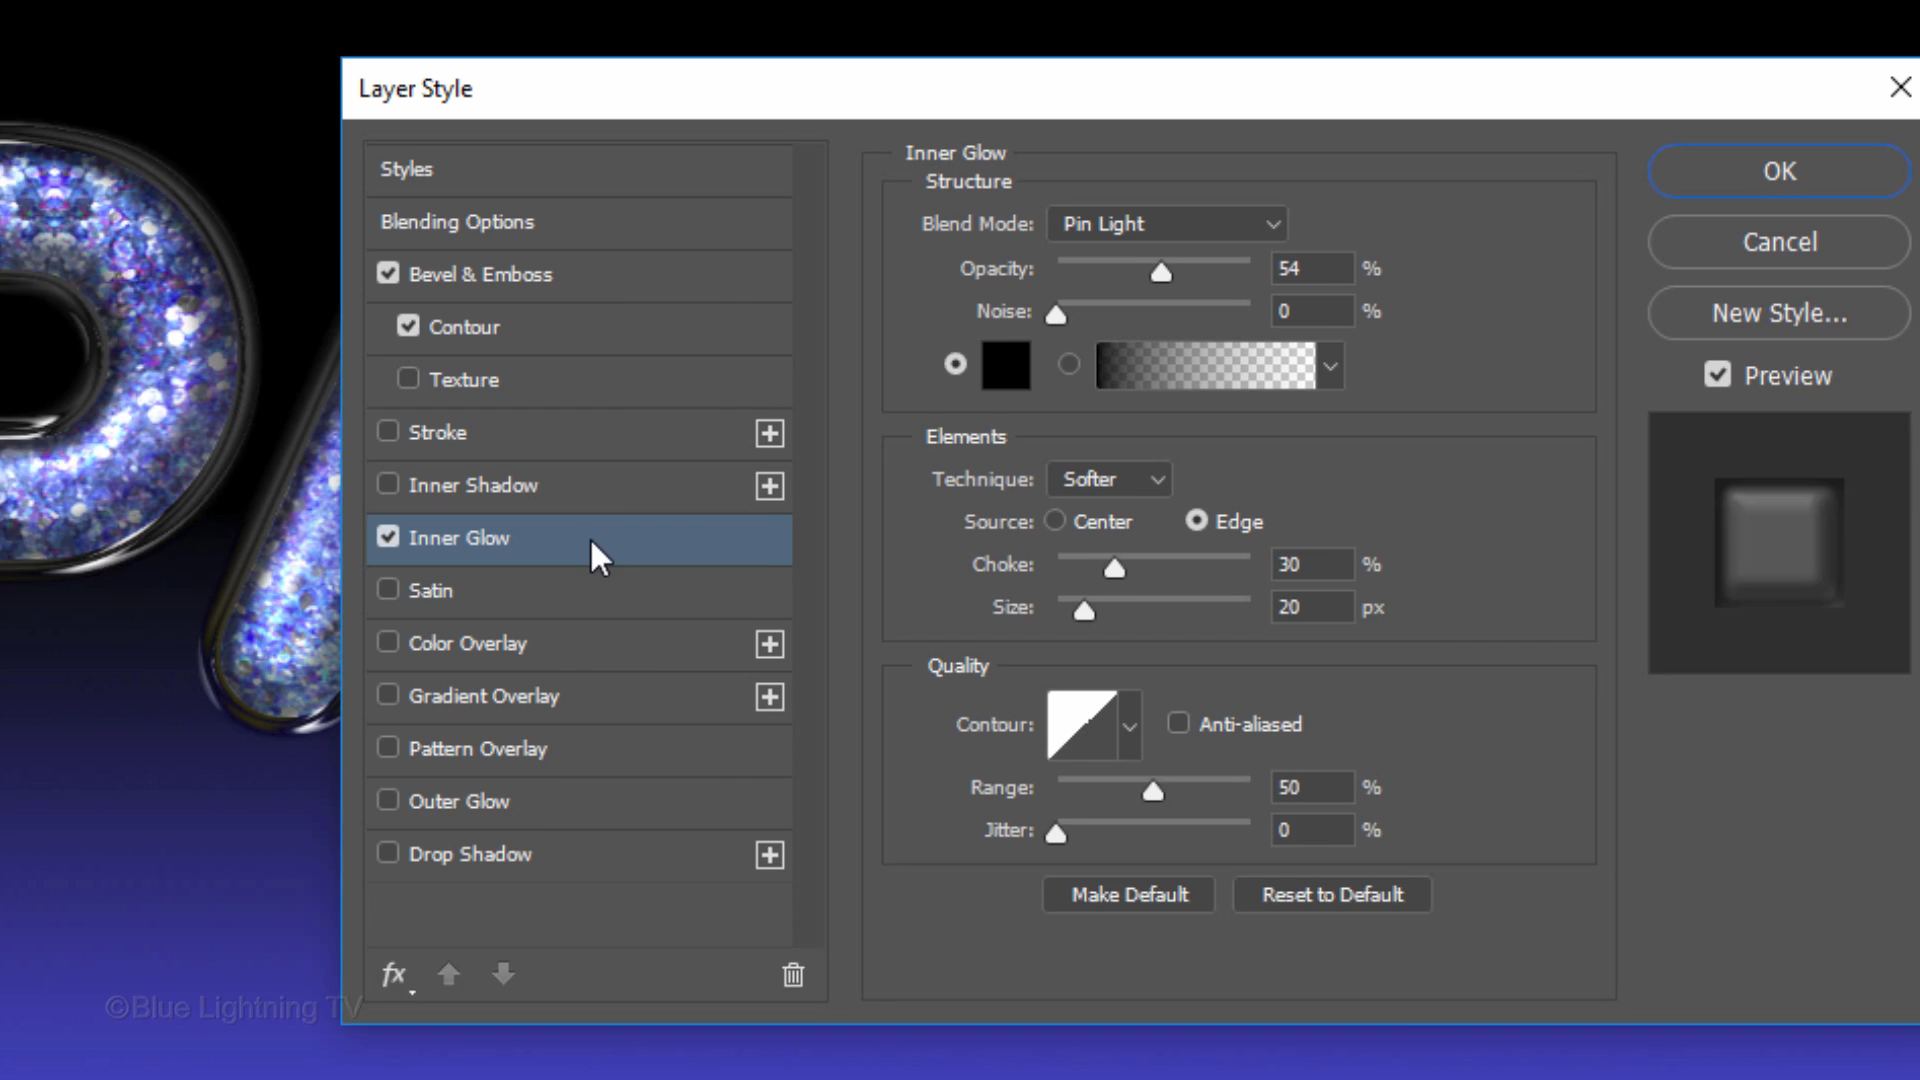 Layer Style
Styles
Blending Options
Bevel & Emboss
Contour
Texture
Stroke
Inner Shadow
Inner Glow
Satin
Color Overlay
Gradient Overlay
Pattern Overlay
Outer Glow
Drop Shadow
fx
Inner Glow
Structure
Blend Mode: Pin Light
Opacity: 54 %
Noise: 0 %
Elements
Technique: Softer
Source: Center Edge
Choke: 30 %
Size: 20 px
Quality
Contour: Anti-aliased
Range: 50 %
Jitter: 0 %
Make Default Reset to Default
OK
Cancel
New Style...
Preview
©Blue Lightning TV